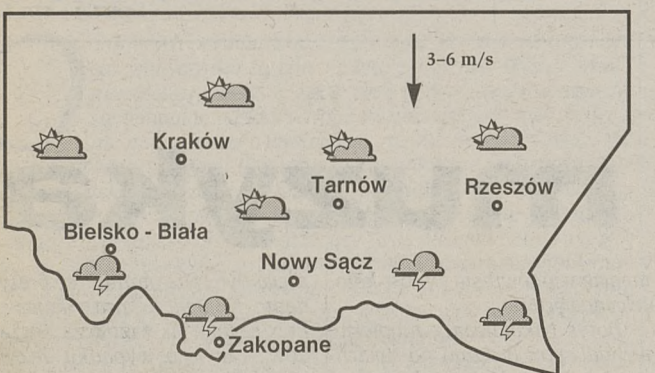 3–6 m/s
Kraków
Tarnów
Rzeszów
Bielsko - Biała
Nowy Sącz
Zakopane